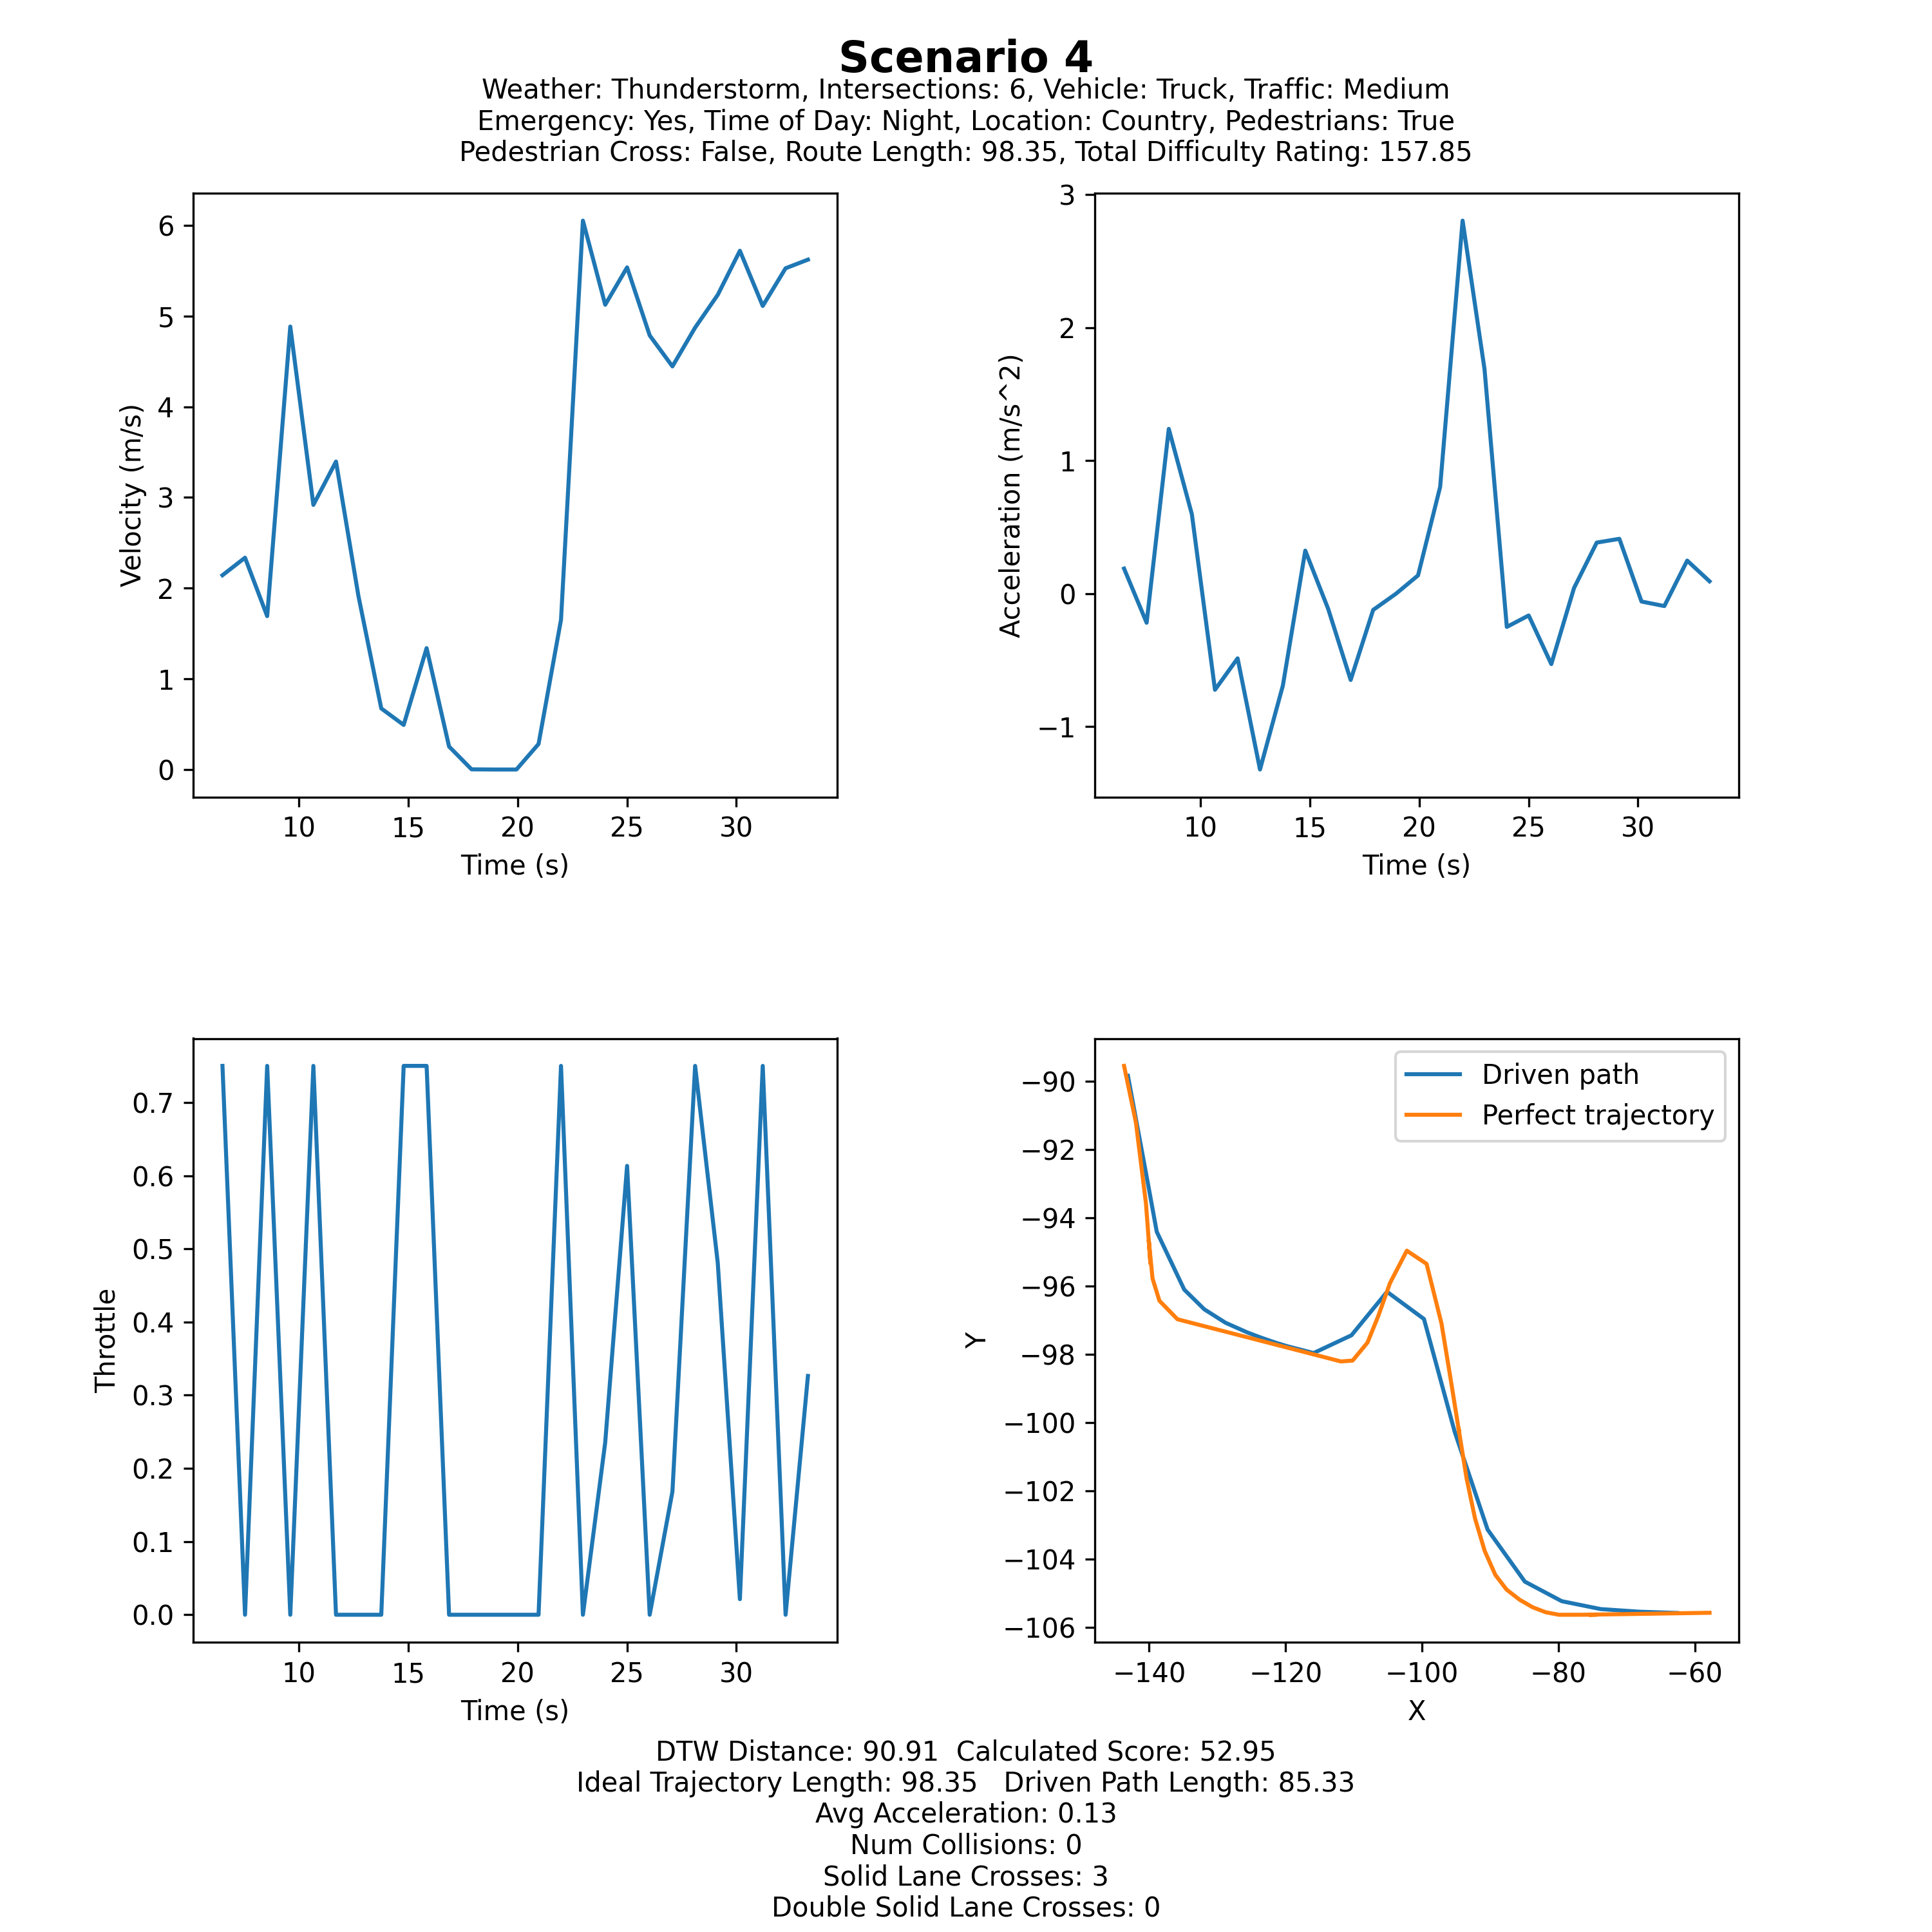 Scenario 4
Weather: Thunderstorm, Intersections: 6, Vehicle: Truck, Traffic: Medium
Emergency: Yes, Time of Day: Night, Location: Country, Pedestrians: True
Pedestrian Cross: False, Route Length: 98.35, Total Difficulty Rating: 157.85
Velocity (m/s)
6
5
4
3
2
1
0
10 15 20 25 30
Time (s)
Acceleration (m/s^2)
3
2
1
0
−1
10 15 20 25 30
Time (s)
Throttle
0.7
0.6
0.5
0.4
0.3
0.2
0.1
0.0
10 15 20 25 30
Time (s)
Y
−90
−92
−94
−96
−98
−100
−102
−104
−106
Driven path
Perfect trajectory
−140 −120 −100 −80 −60
X
DTW Distance: 90.91 Calculated Score: 52.95
Ideal Trajectory Length: 98.35 Driven Path Length: 85.33
Avg Acceleration: 0.13
Num Collisions: 0
Solid Lane Crosses: 3
Double Solid Lane Crosses: 0